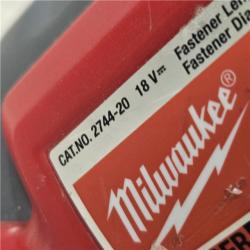 CAT.NO. 2744-20 18 V⎓
Fastener Le
Fastener Dia
Milwaukee